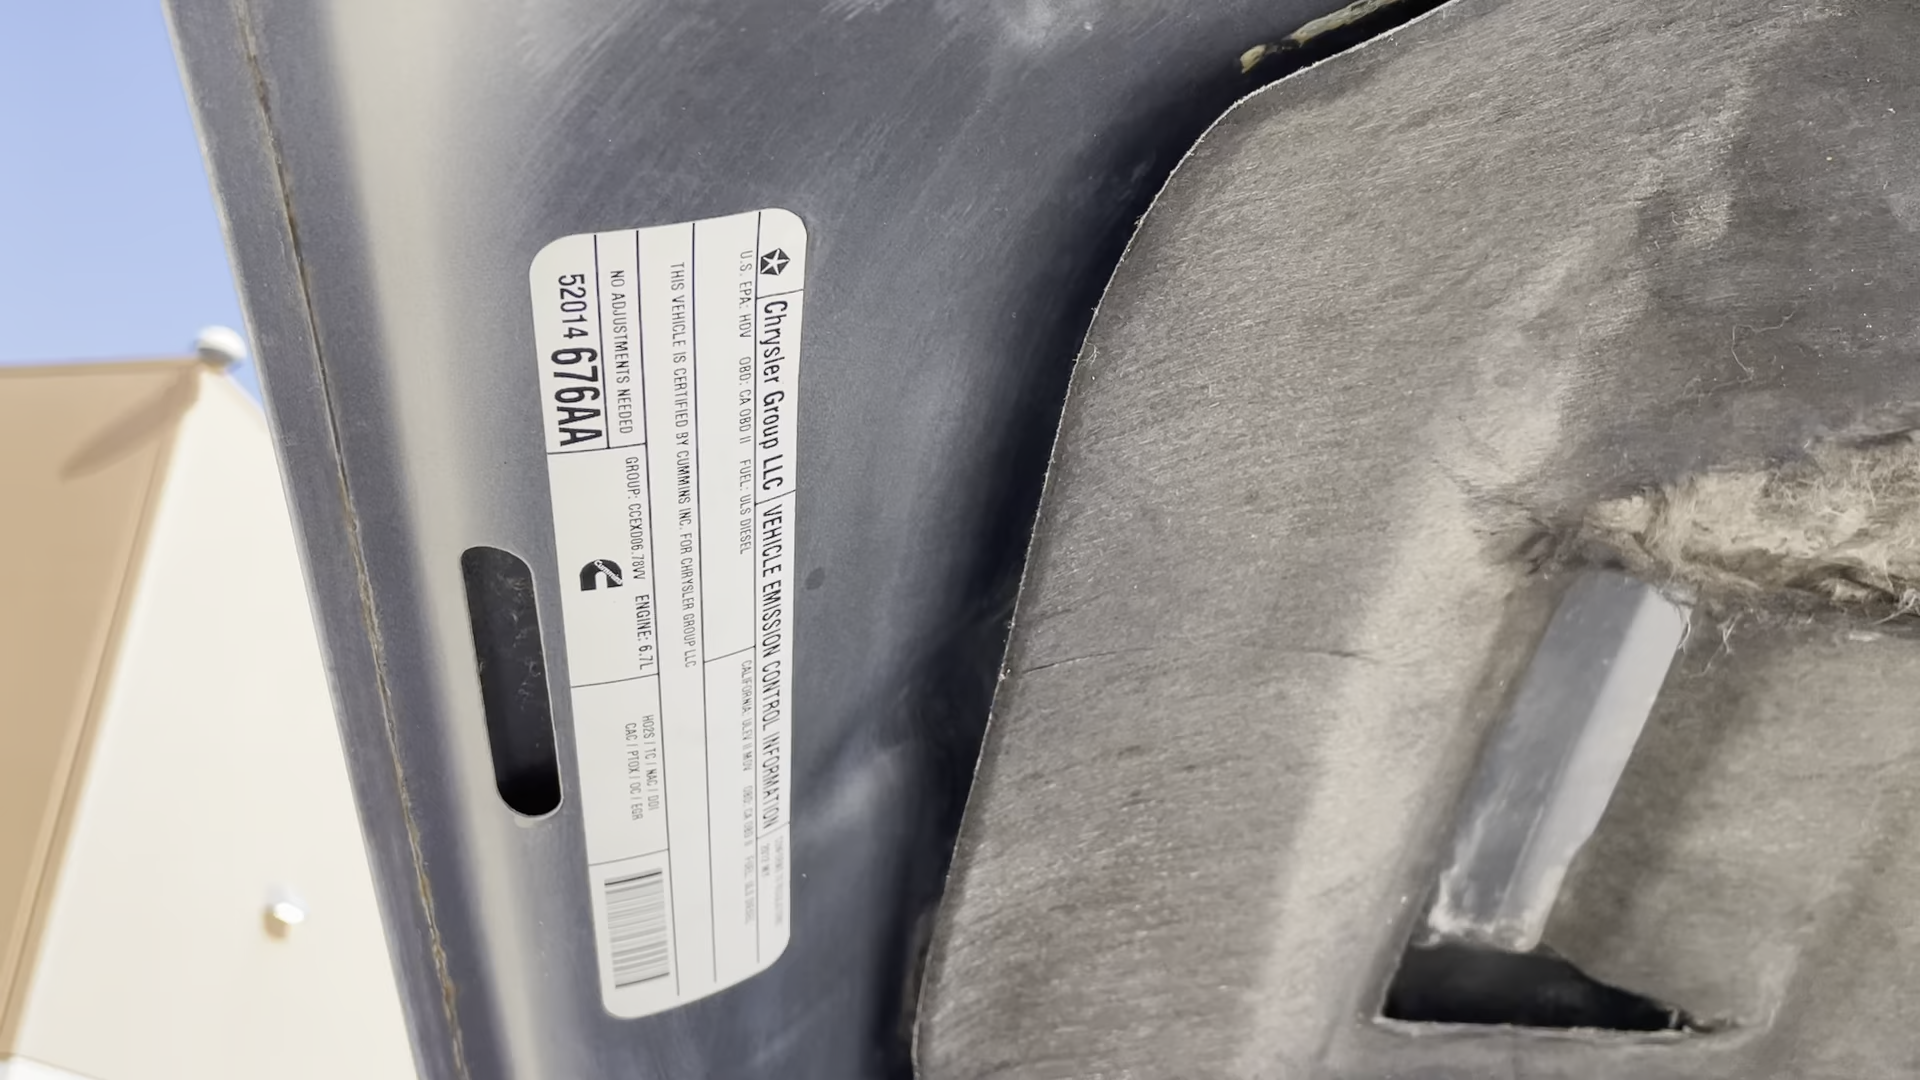 Chrysler Group LLC VEHICLE EMISSION CONTROL INFORMATION
U.S. EPA: HDV OBD: CA OBD II FUEL: ULS DIESEL
CALIFORNIA: ULEV II MDV OBD: CA OBD II FUEL: ULS DIESEL
THIS VEHICLE IS CERTIFIED BY CUMMINS INC. FOR CHRYSLER GROUP LLC
NO ADJUSTMENTS NEEDED
52014676AA
GROUP: CCEXD06.78VV ENGINE: 6.7L
Cummins
HO2S / TC / NAC / DDI
CAC / PTOX / OC / EGR